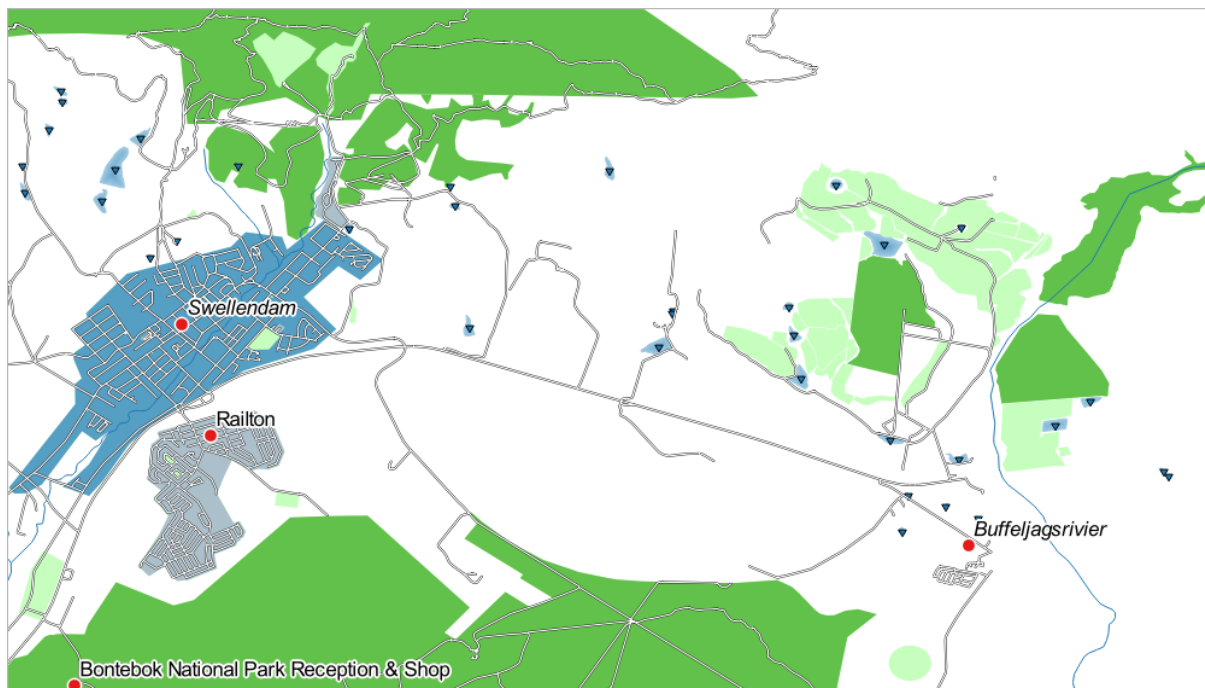 Swellendam
Railton
Buffeljagsrivier
Bontebok National Park Reception & Shop